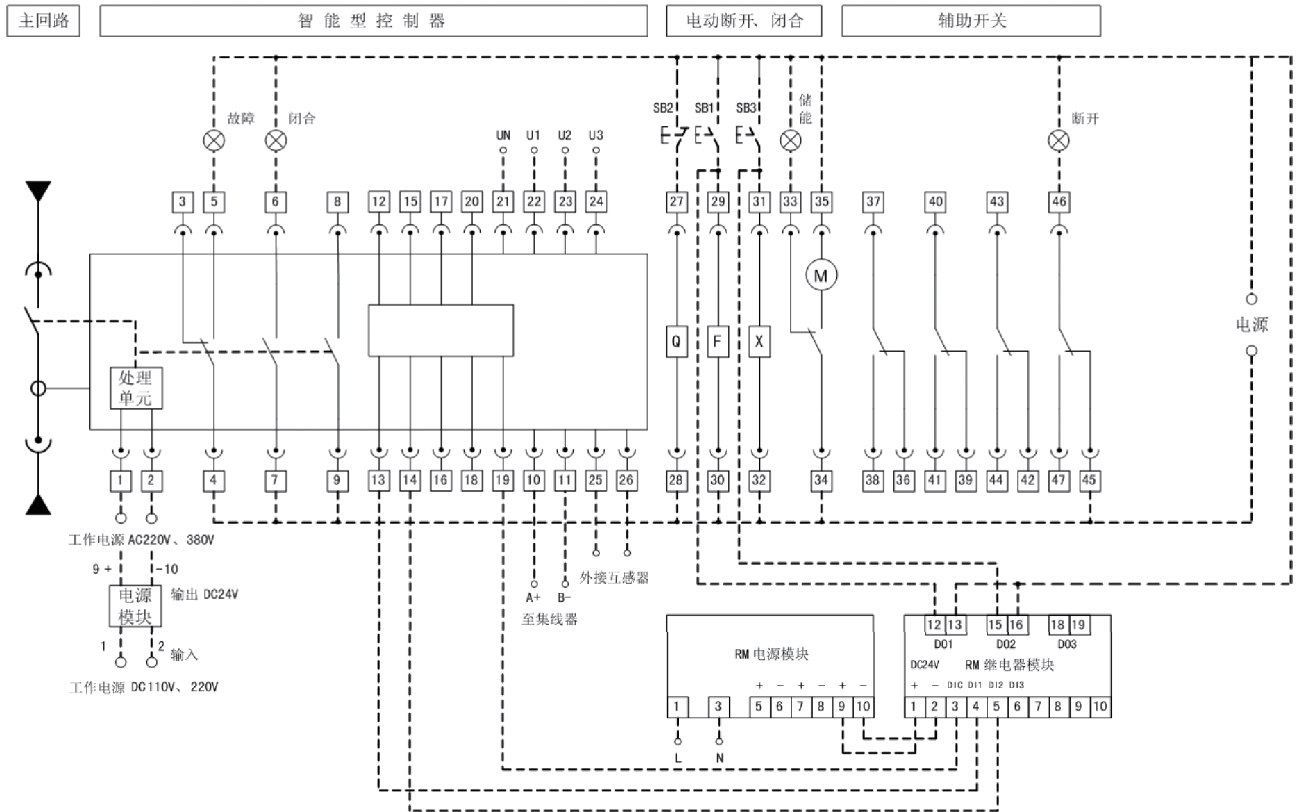 主回路 智能型控制器 电动断开、闭合 辅助开关
故障 闭合 UN U1 U2 U3 SB2 SB1 SB3 储能 断开
3 5 6 8 12 15 17 20 21 22 23 24 27 29 31 33 35 37 40 43 46
M
电源
Q F X
处理
单元
1 2 4 7 9 13 14 16 18 19 10 11 25 26 28 30 32 34 38 36 41 39 44 42 47 45
工作电源 AC220V、380V
9 + -10
外接互感器
电源
模块
输出 DC24V
A+ B-
至集线器
1 2 输入
工作电源 DC110V、220V
12 13 15 16 18 19
DO1 DO2 DO3
RM 电源模块
DC24V RM 继电器模块
+ - + - + -
+ - DIC DI1 DI2 DI3
1 3 5 6 7 8 9 10
1 2 3 4 5 6 7 8 9 10
L N